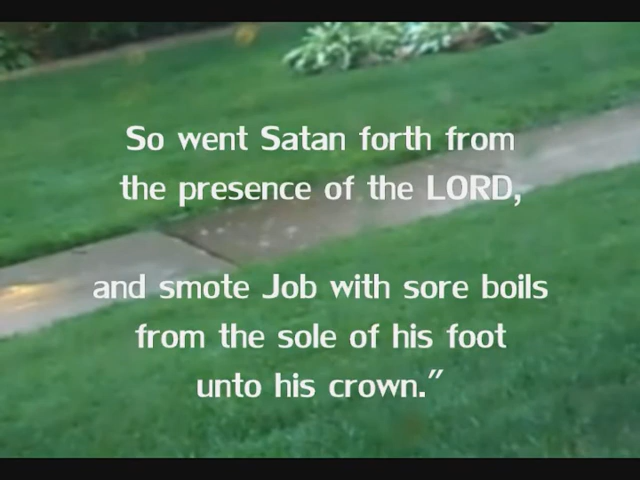 So went Satan forth from
the presence of the LORD,
and smote Job with sore boils
from the sole of his foot
unto his crown.”